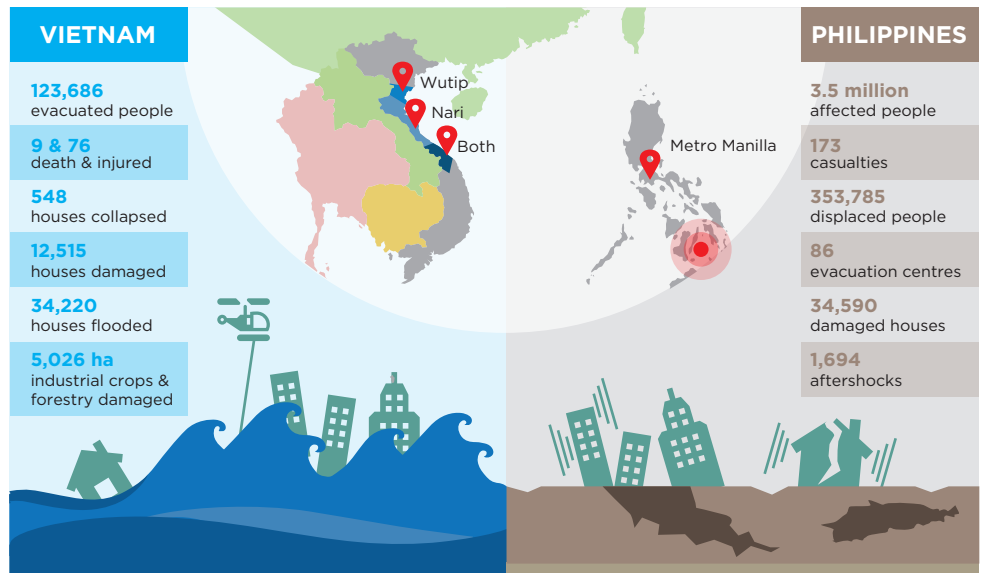 VIETNAM
123,686
evacuated people
9 & 76
death & injured
548
houses collapsed
12,515
houses damaged
34,220
houses flooded
5,026 ha
industrial crops &
forestry damaged
Wutip
Nari
Both
Metro Manilla
PHILIPPINES
3.5 million
affected people
173
casualties
353,785
displaced people
86
evacuation centres
34,590
damaged houses
1,694
aftershocks